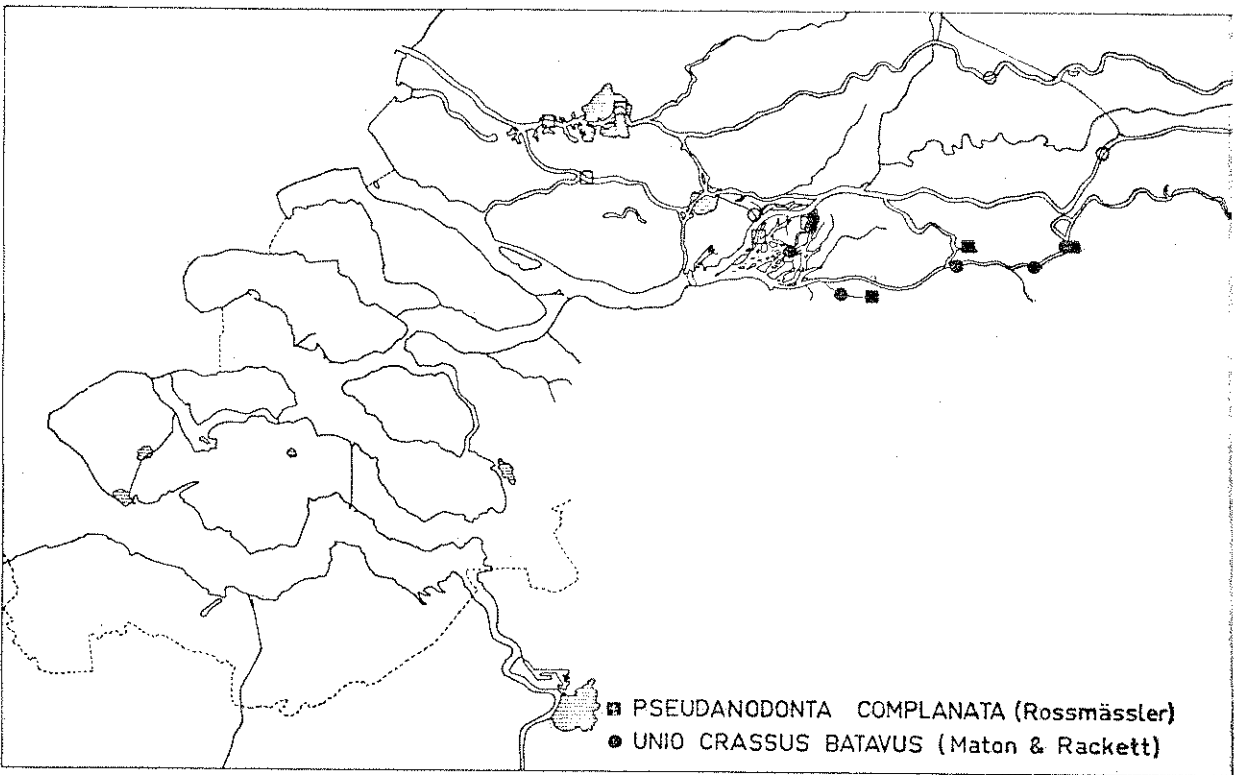 PSEUDANODONTA COMPLANATA (Rossmässler)
UNIO CRASSUS BATAVUS (Maton & Rackett)